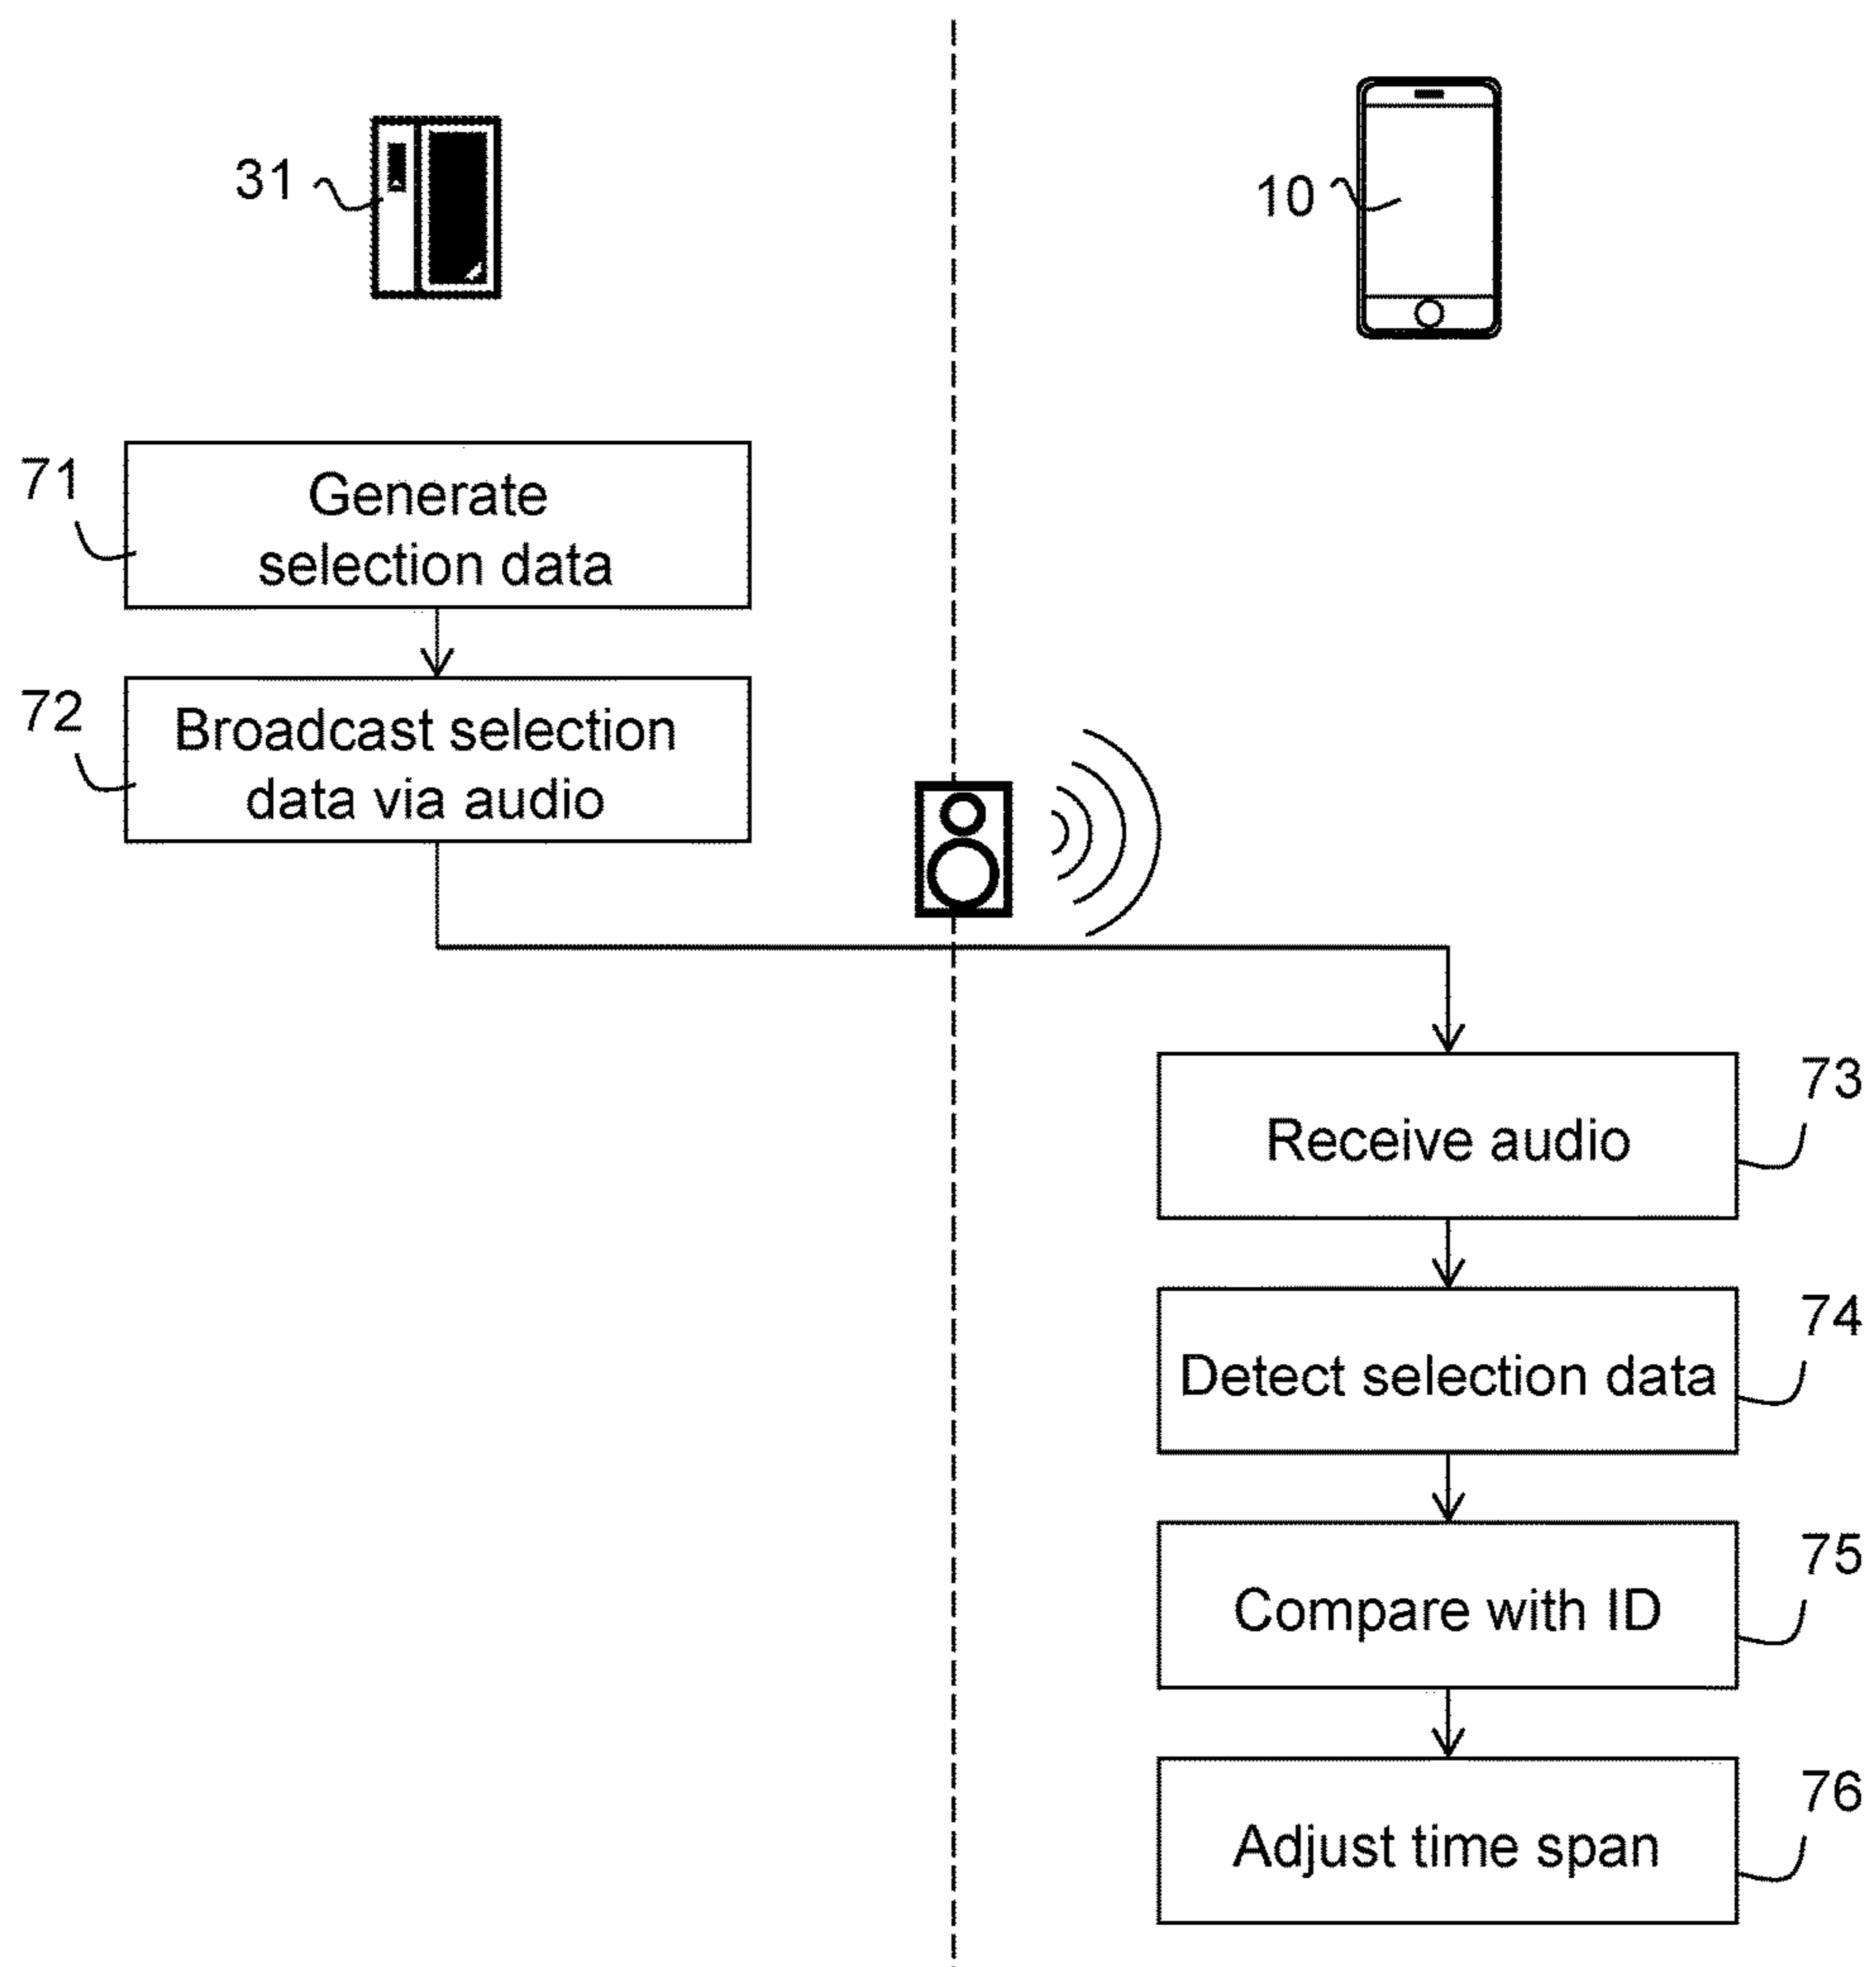 31
10
71
Generate
selection data
72
Broadcast selection
data via audio
73
Receive audio
74
Detect selection data
75
Compare with ID
76
Adjust time span